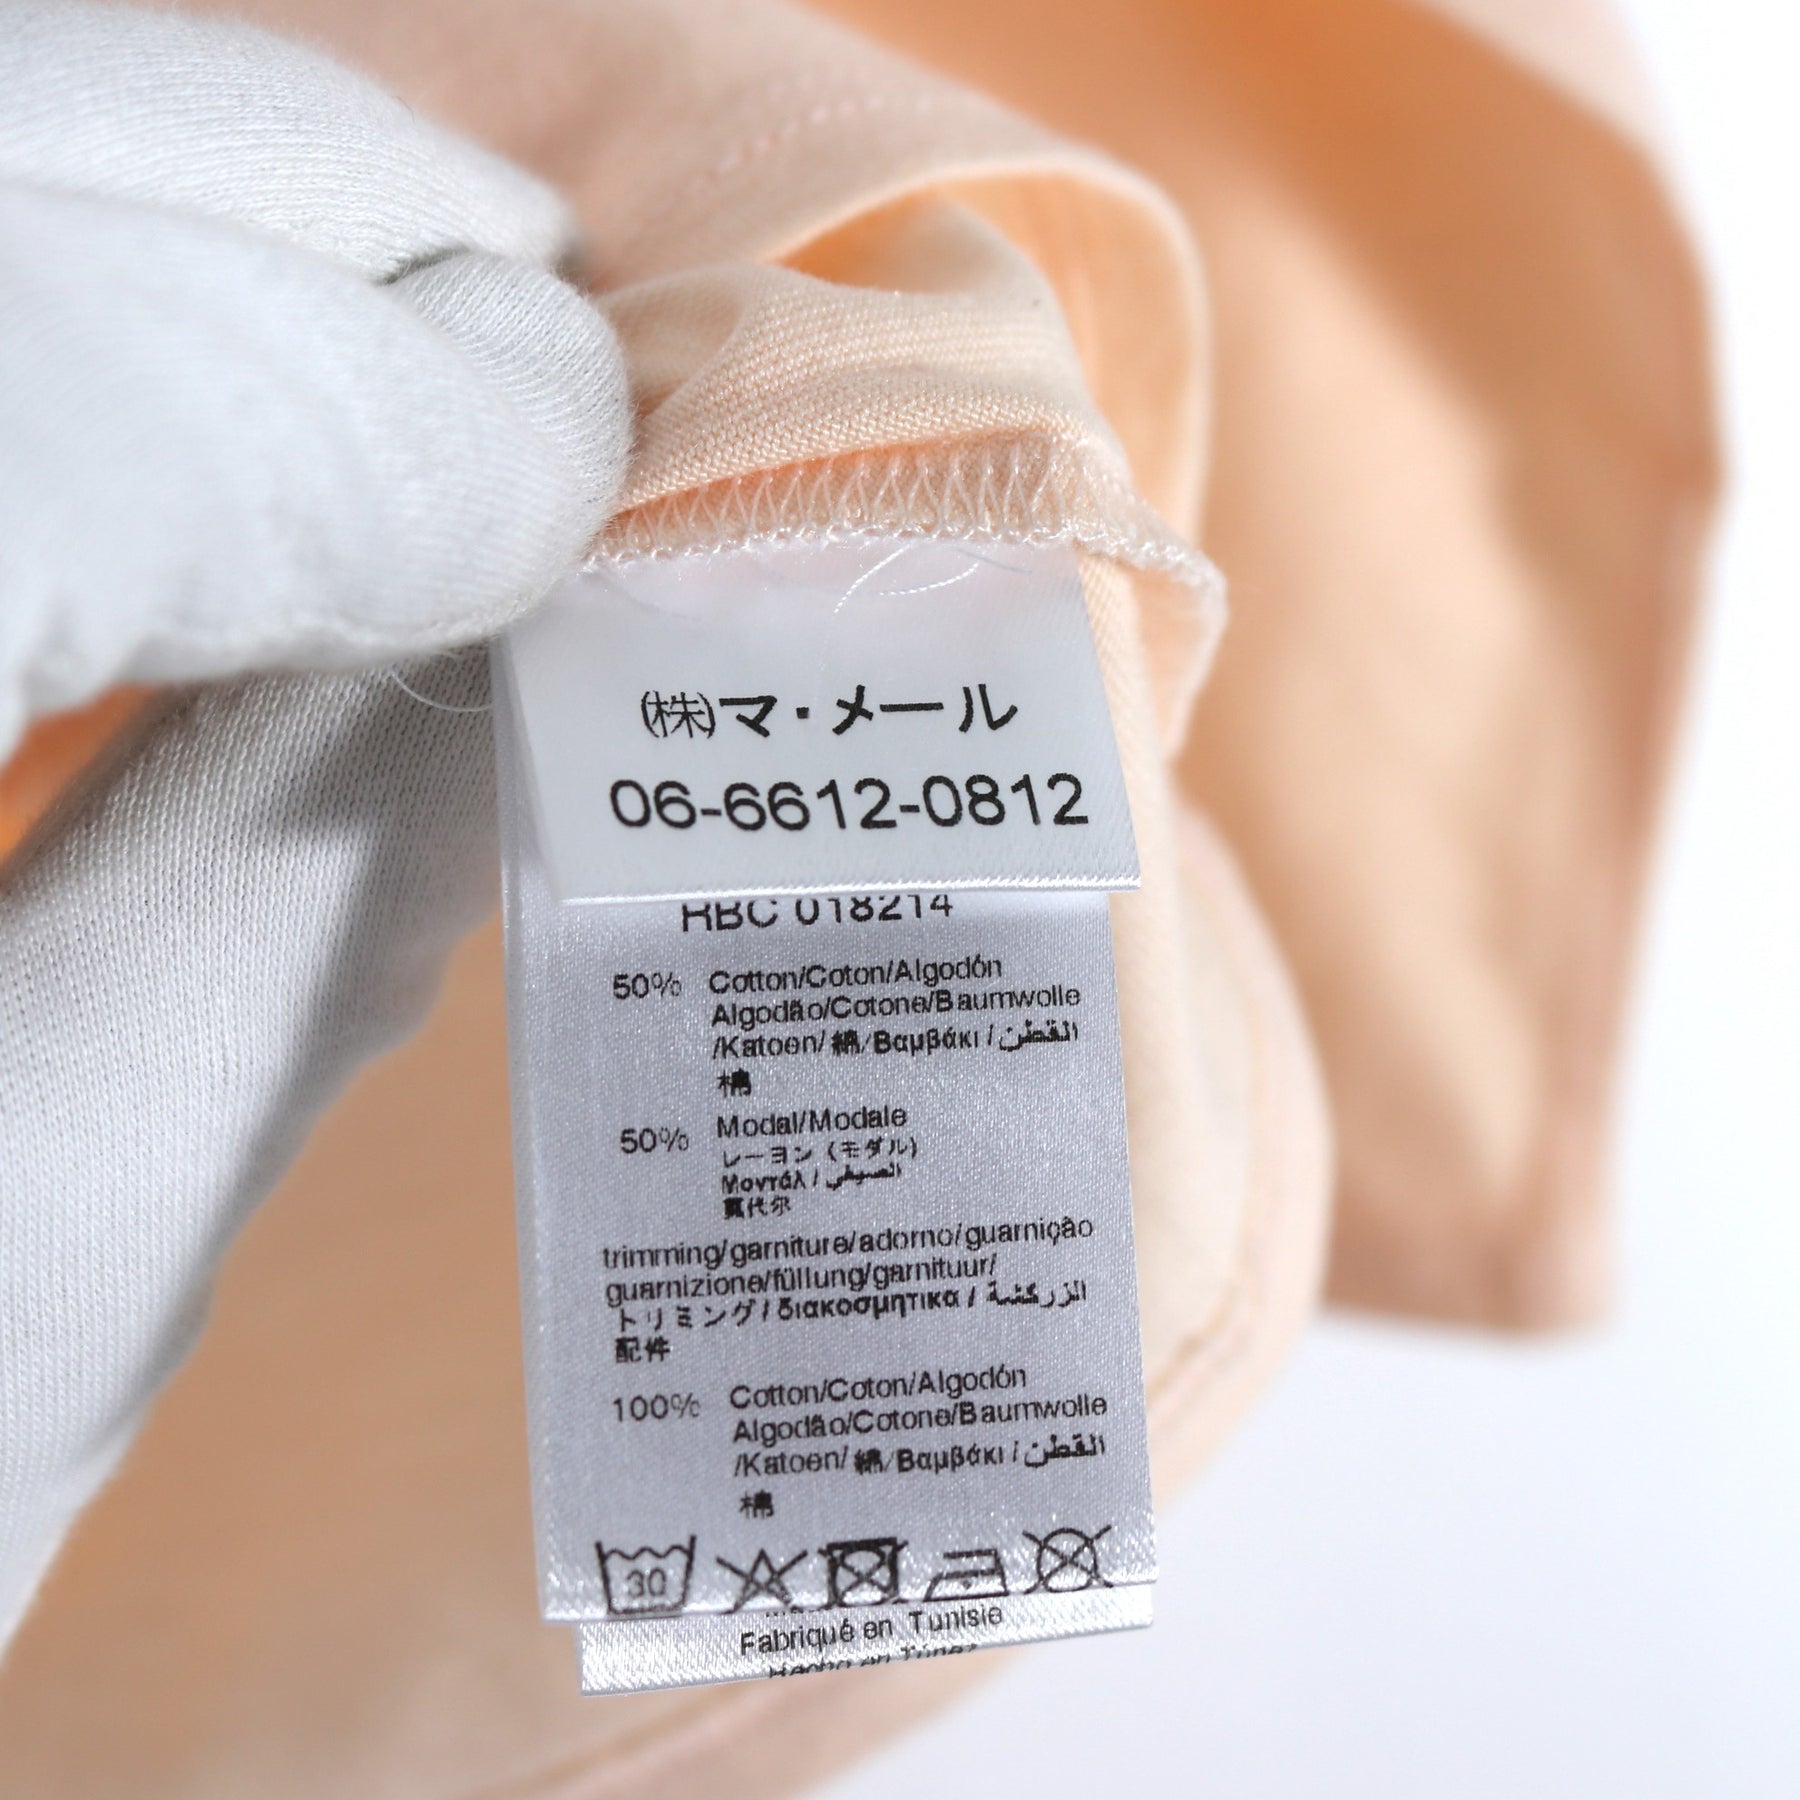 (株)マ・メール
06-6612-0812
RBC 018214
50% Cotton/Coton/Algodón
Algodão/Cotone/Baumwolle
/Katoen/ 綿/Βαμβάκι / القطن
棉
50% Modal/Modale
レーヨン (モダル)
Μοντάλ /
莫代尔
trimming/garniture/adorno/guarnição
guarnizione/füllung/garnituur/
トリミング / διακοσμητικα / الزركشة
配件
100% Cotton/Coton/Algodón
Algodão/Cotone/Baumwolle
/Katoen/ 綿/Βαμβάκι / القطن
棉
30
Fabriqué en Tunisie
Hecho en Túnez